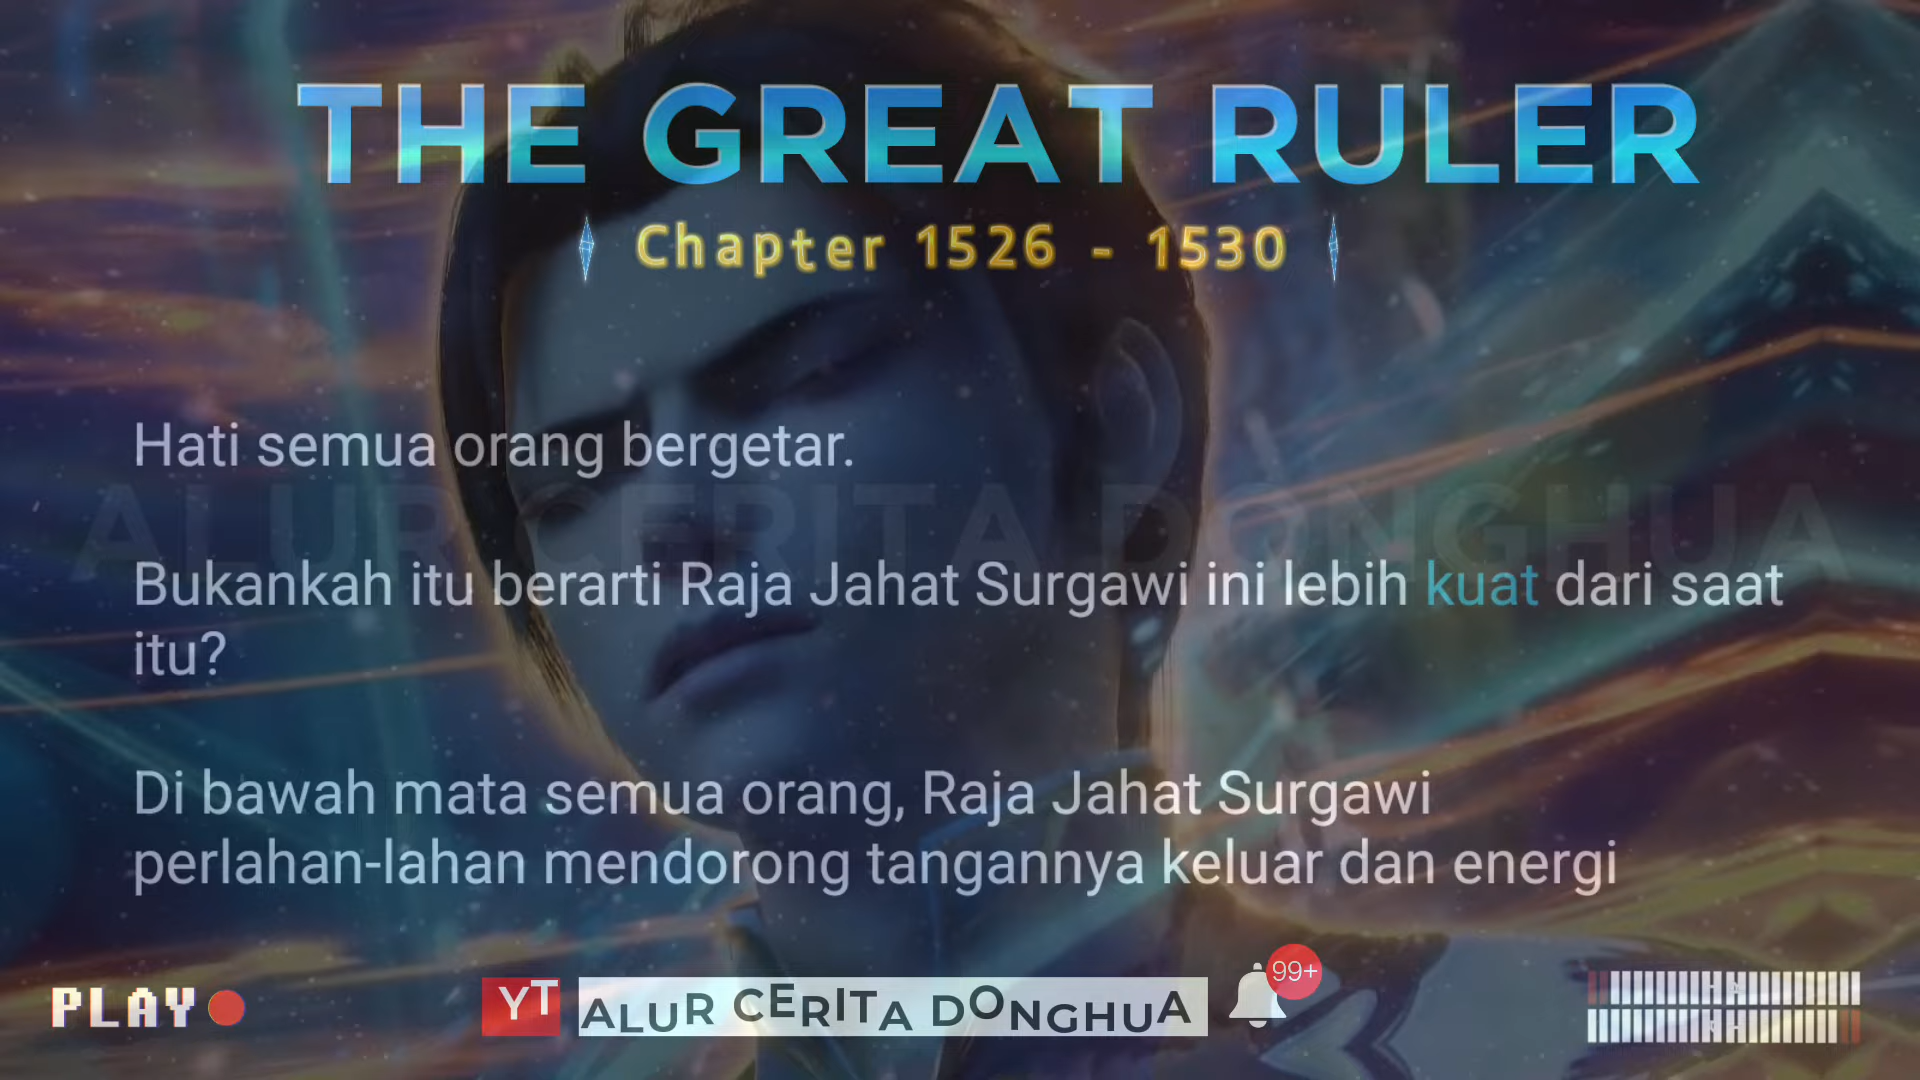 THE GREAT RULER
Chapter 1526 - 1530
Hati semua orang bergetar.
ALUR CERITA DONGHUA
Bukankah itu berarti Raja Jahat Surgawi ini lebih kuat dari saat
itu?
Di bawah mata semua orang, Raja Jahat Surgawi
perlahan-lahan mendorong tangannya keluar dan energi
PLAY
YT ALUR CERITA DONGHUA 99+